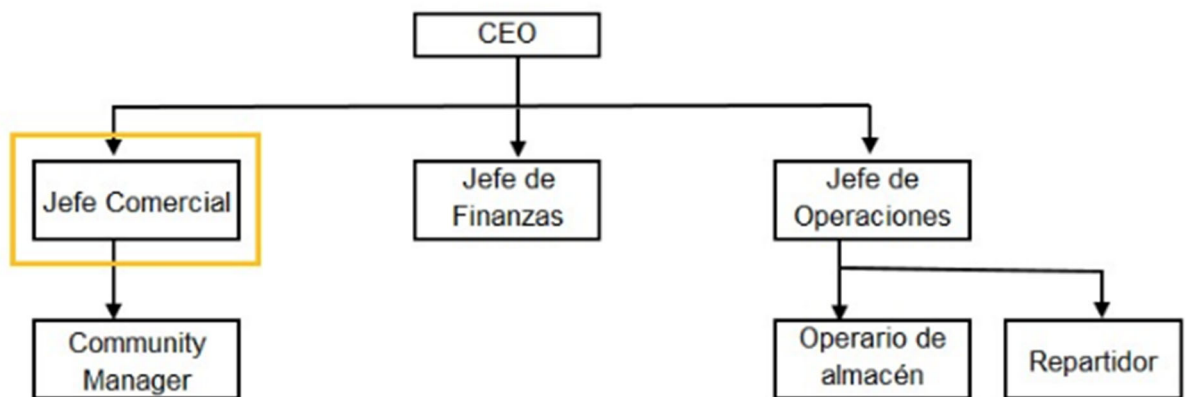 CEO
Jefe Comercial
Jefe de
Finanzas
Jefe de
Operaciones
Community
Manager
Operario de
almacén
Repartidor